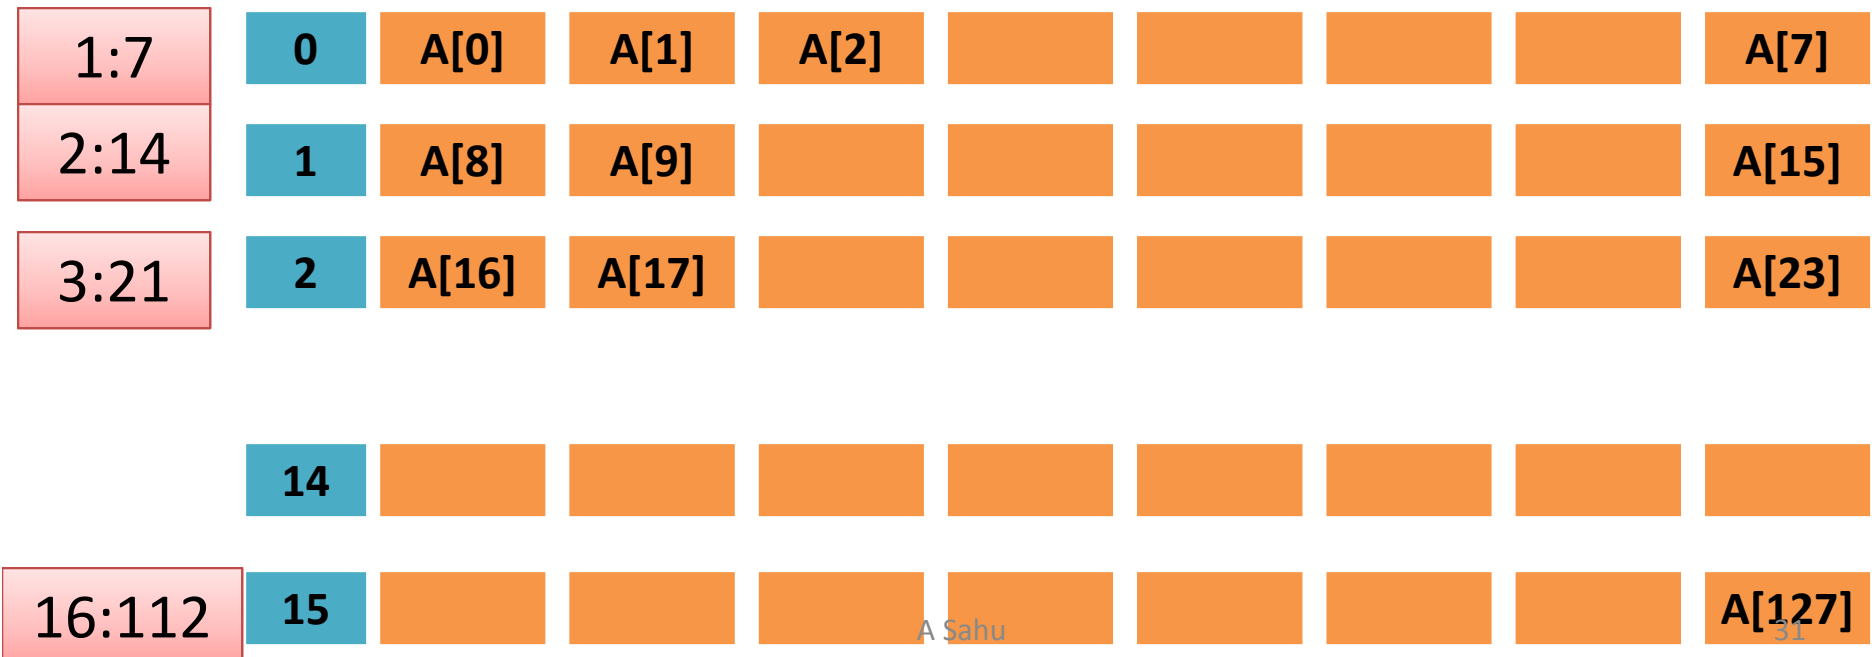 1:7 0 A[0] A[1] A[2] A[7]
2:14 1 A[8] A[9] A[15]
3:21 2 A[16] A[17] A[23]
14
16:112 15 A[127]
A Sahu 31